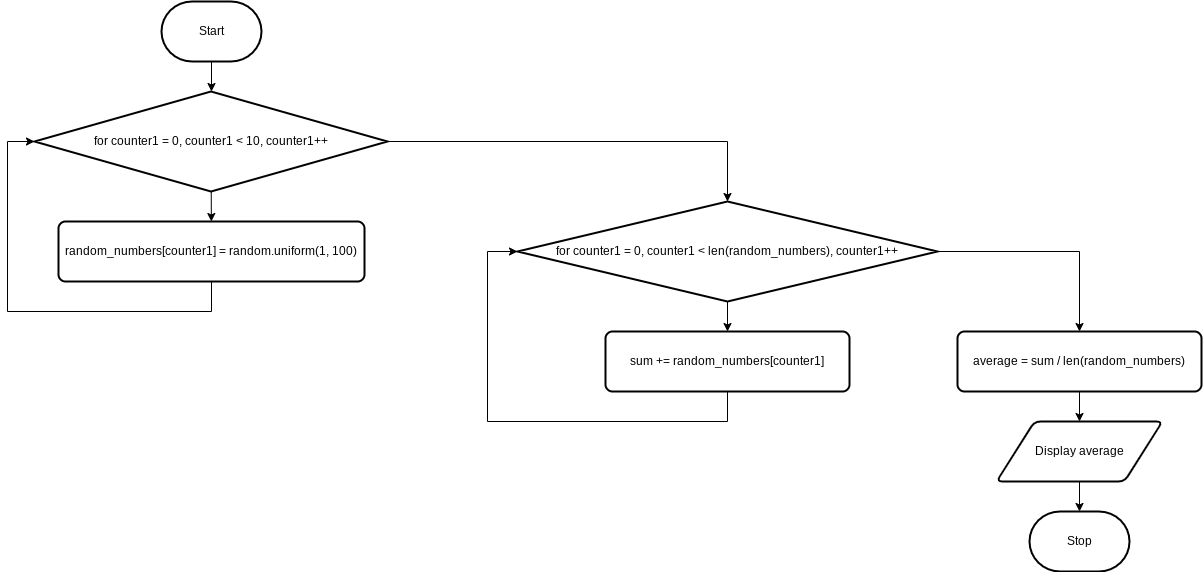 Start
for counter1 = 0, counter1 < 10, counter1++
random_numbers[counter1] = random.uniform(1, 100)
for counter1 = 0, counter1 < len(random_numbers), counter1++
sum += random_numbers[counter1]
average = sum / len(random_numbers)
Display average
Stop